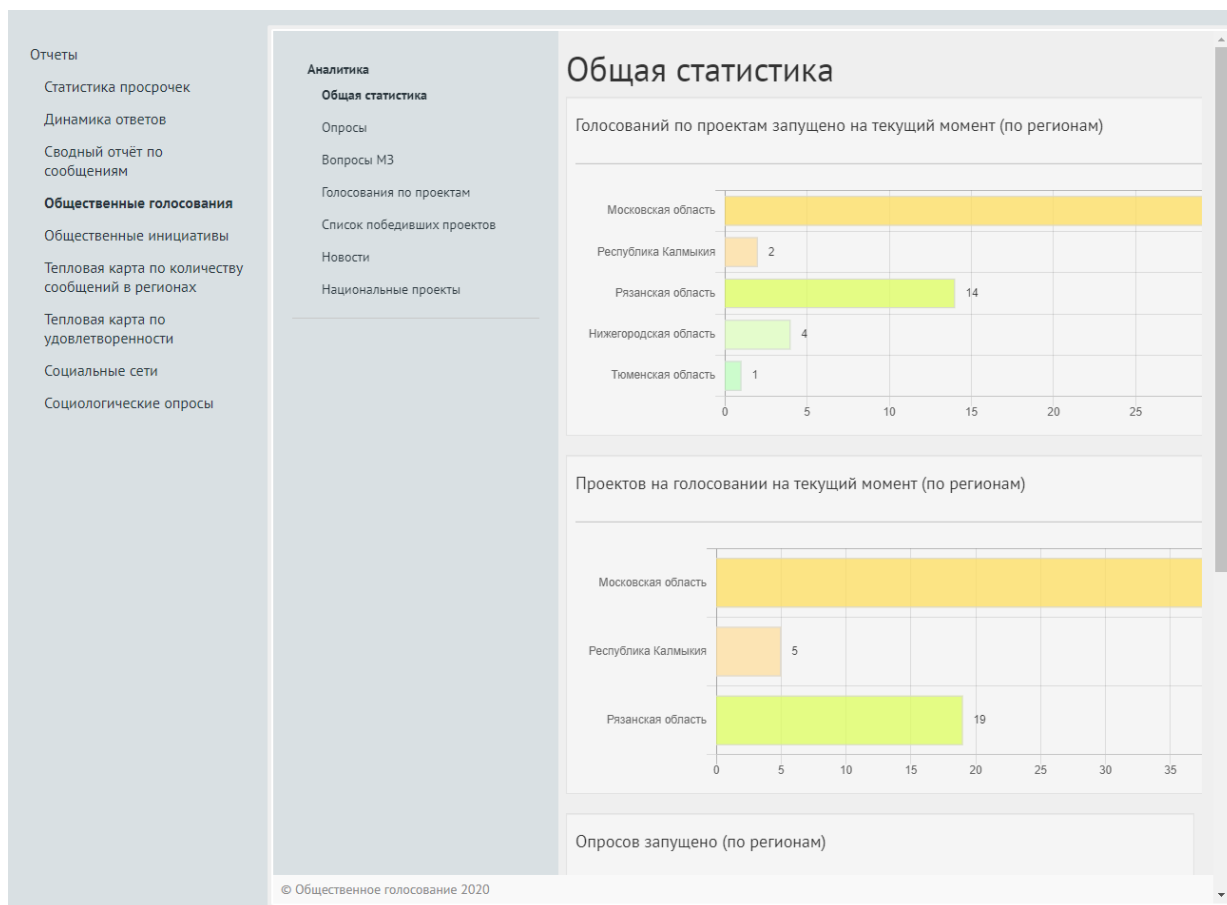 Отчеты
Статистика просрочек
Динамика ответов
Сводный отчёт по
сообщениям
Общественные голосования
Общественные инициативы
Тепловая карта по количеству
сообщений в регионах
Тепловая карта по
удовлетворенности
Социальные сети
Социологические опросы
Аналитика
Общая статистика
Опросы
Вопросы МЗ
Голосования по проектам
Список победивших проектов
Новости
Национальные проекты
Общая статистика
Голосований по проектам запущено на текущий момент (по регионам)
Московская область
Республика Калмыкия 2
Рязанская область 14
Нижегородская область 4
Тюменская область 1
0 5 10 15 20 25
Проектов на голосовании на текущий момент (по регионам)
Московская область
Республика Калмыкия 5
Рязанская область 19
0 5 10 15 20 25 30 35
Опросов запущено (по регионам)
© Общественное голосование 2020